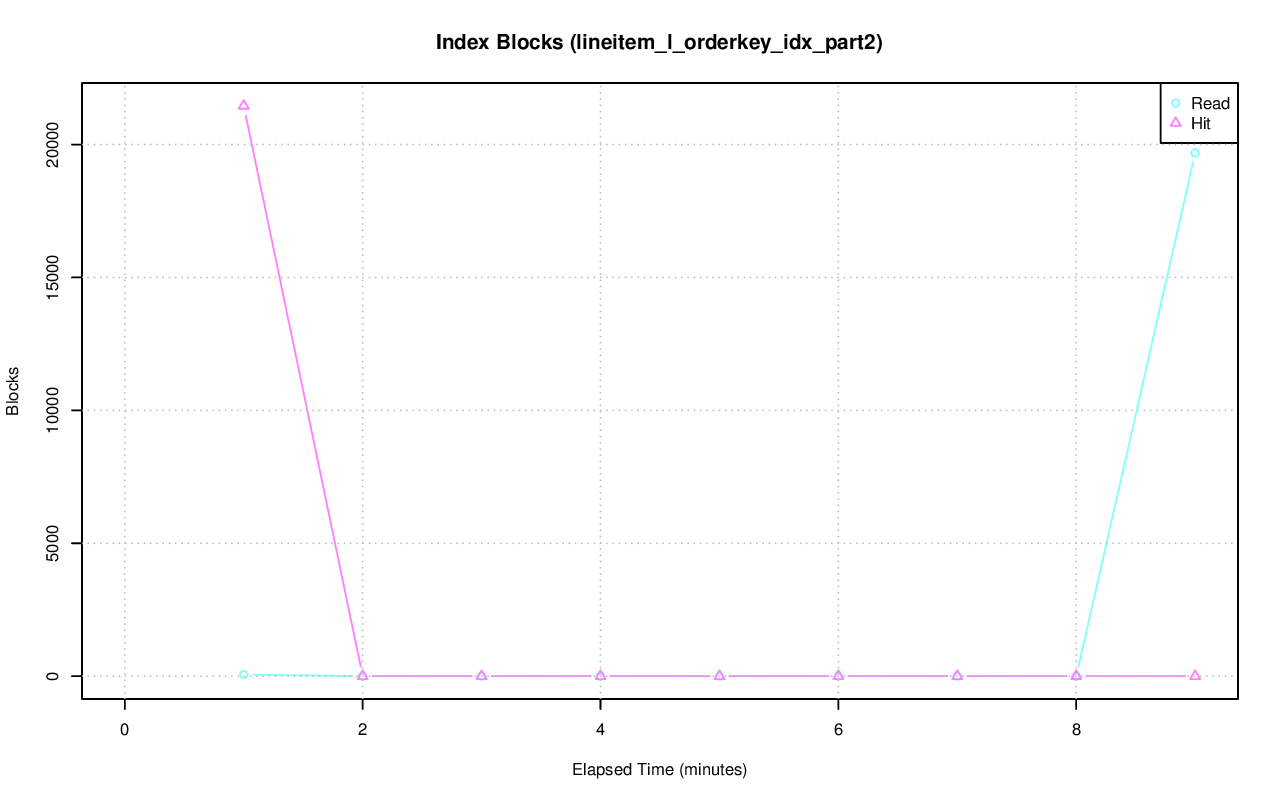 Index Blocks (lineitem_l_orderkey_idx_part2)
Read
Hit
20000
15000
10000
5000
0
Blocks
0 2 4 6 8
Elapsed Time (minutes)